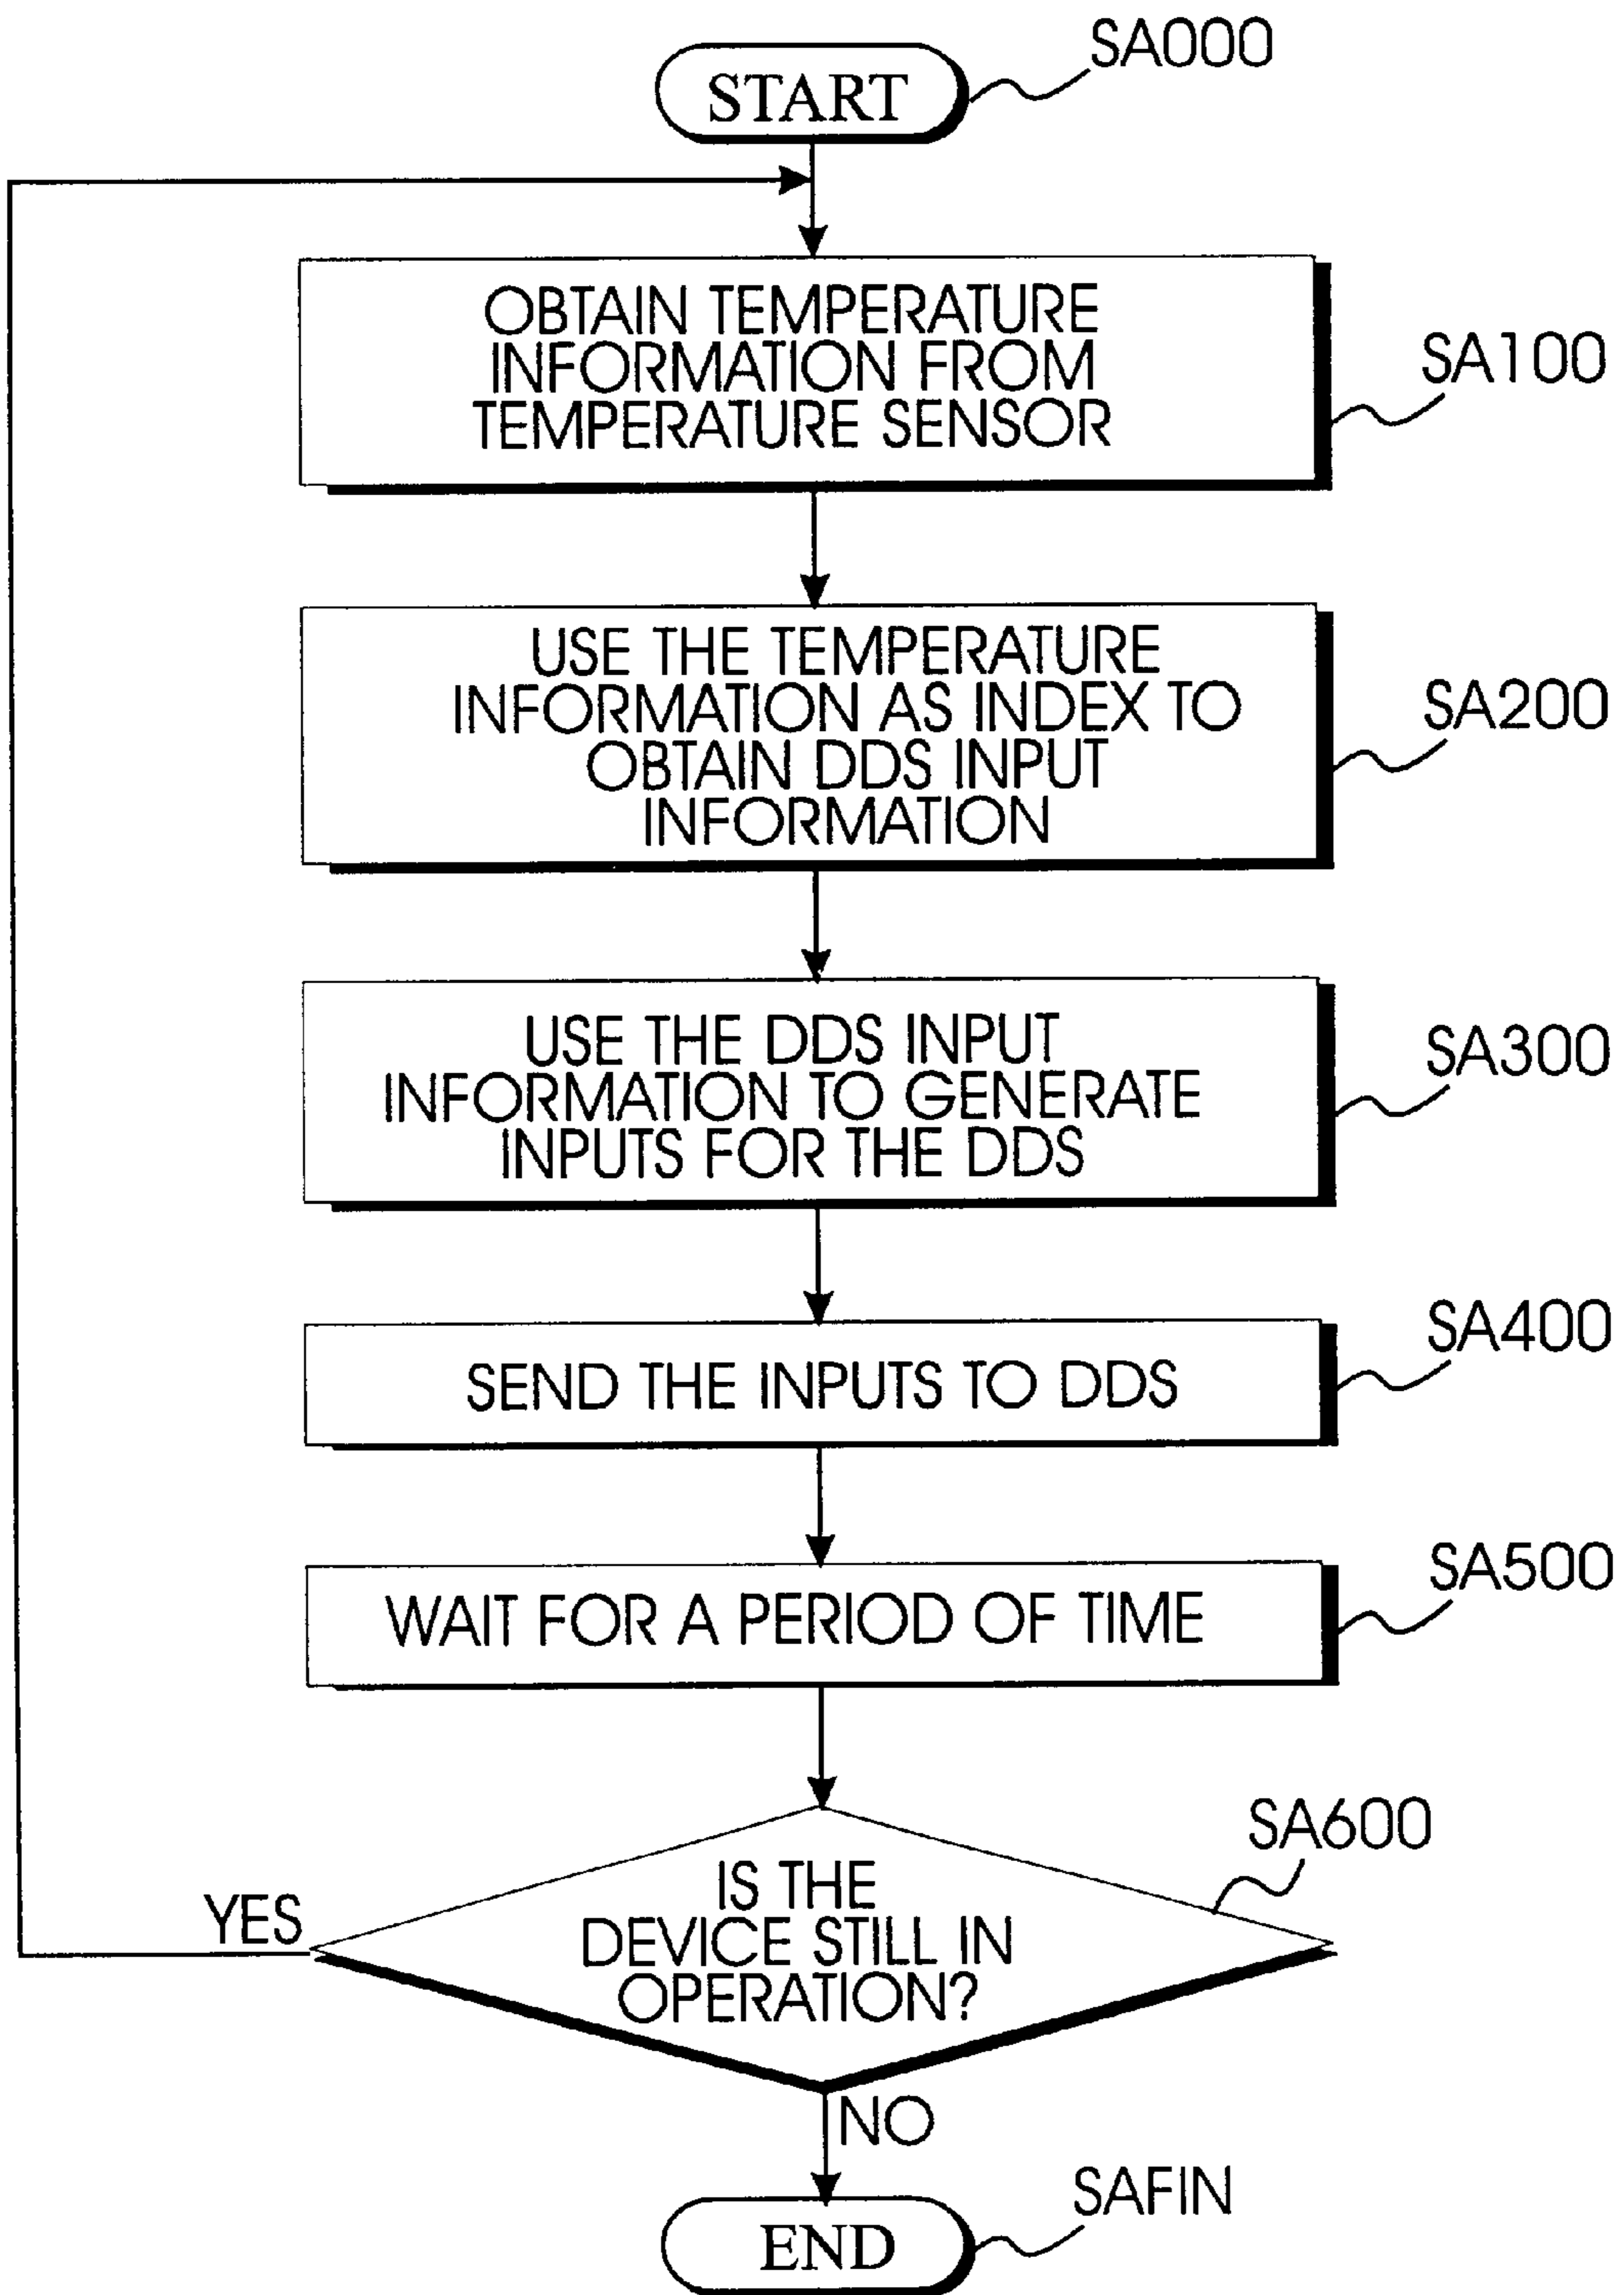 START
SA000
OBTAIN TEMPERATURE
INFORMATION FROM
TEMPERATURE SENSOR
SA100
USE THE TEMPERATURE
INFORMATION AS INDEX TO
OBTAIN DDS INPUT
INFORMATION
SA200
USE THE DDS INPUT
INFORMATION TO GENERATE
INPUTS FOR THE DDS
SA300
SEND THE INPUTS TO DDS
SA400
WAIT FOR A PERIOD OF TIME
SA500
IS THE
DEVICE STILL IN
OPERATION?
SA600
YES
NO
END
SAFIN